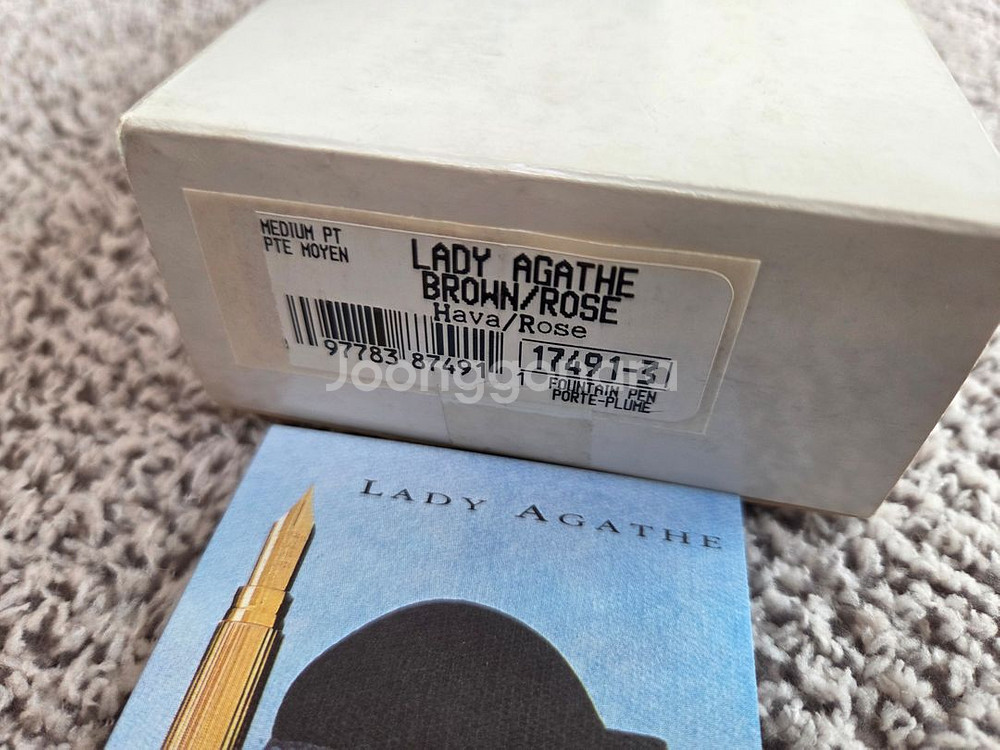 MEDIUM PT
PTE MOYEN
LADY AGATHE
BROWN/ROSE
Hava/Rose
97783 87491 1
17491-3
FOUNTAIN PEN
PORTE-PLUME
LADY AGATHE